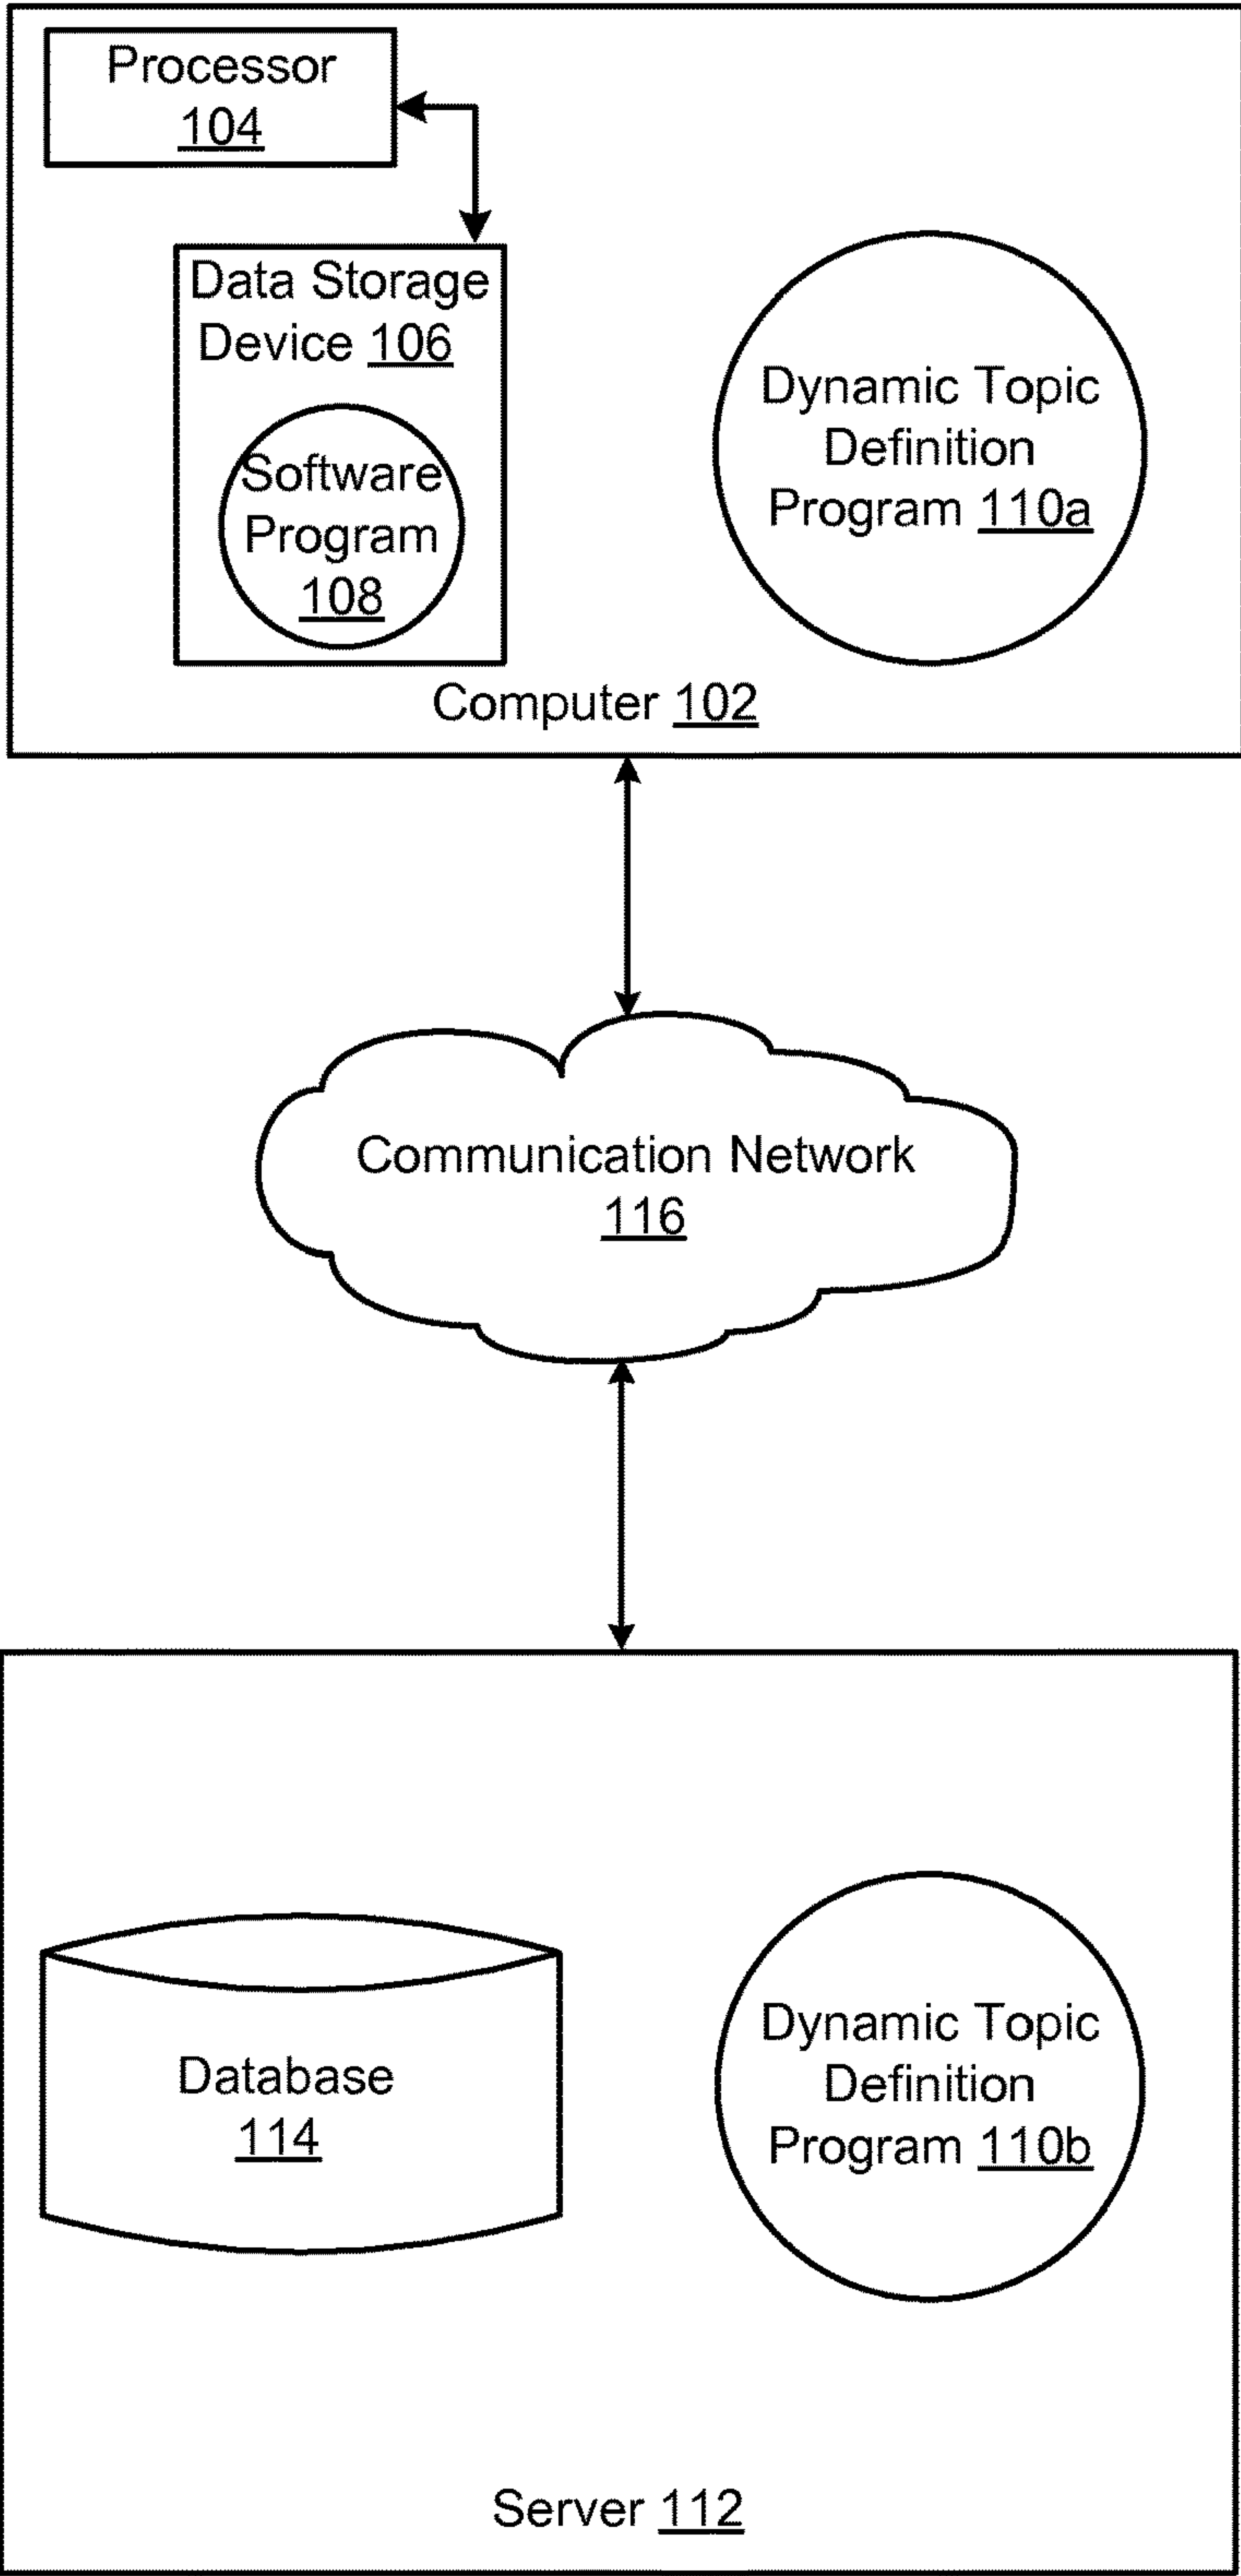 Processor
104
Data Storage
Device 106
Software
Program
108
Dynamic Topic
Definition
Program 110a
Computer 102
Communication Network
116
Database
114
Dynamic Topic
Definition
Program 110b
Server 112